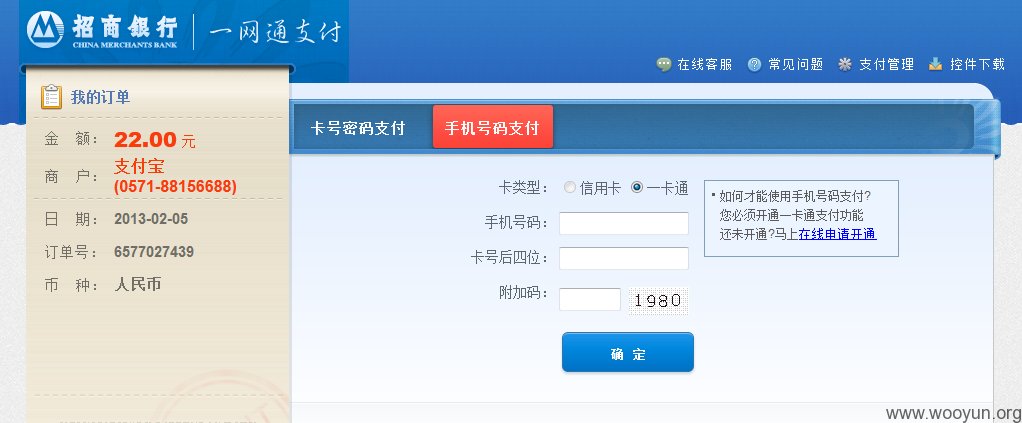 招商银行
CHINA MERCHANTS BANK
一网通支付
在线客服
常见问题
支付管理
控件下载
我的订单
金 额： 22.00 元
商 户： 支付宝
(0571-88156688)
日 期： 2013-02-05
订单号： 6577027439
币 种： 人民币
卡号密码支付
手机号码支付
卡类型： 信用卡 一卡通
手机号码：
卡号后四位：
附加码： 1980
确 定
• 如何才能使用手机号码支付?
您必须开通一卡通支付功能
还未开通?马上在线申请开通
www.wooyun.org